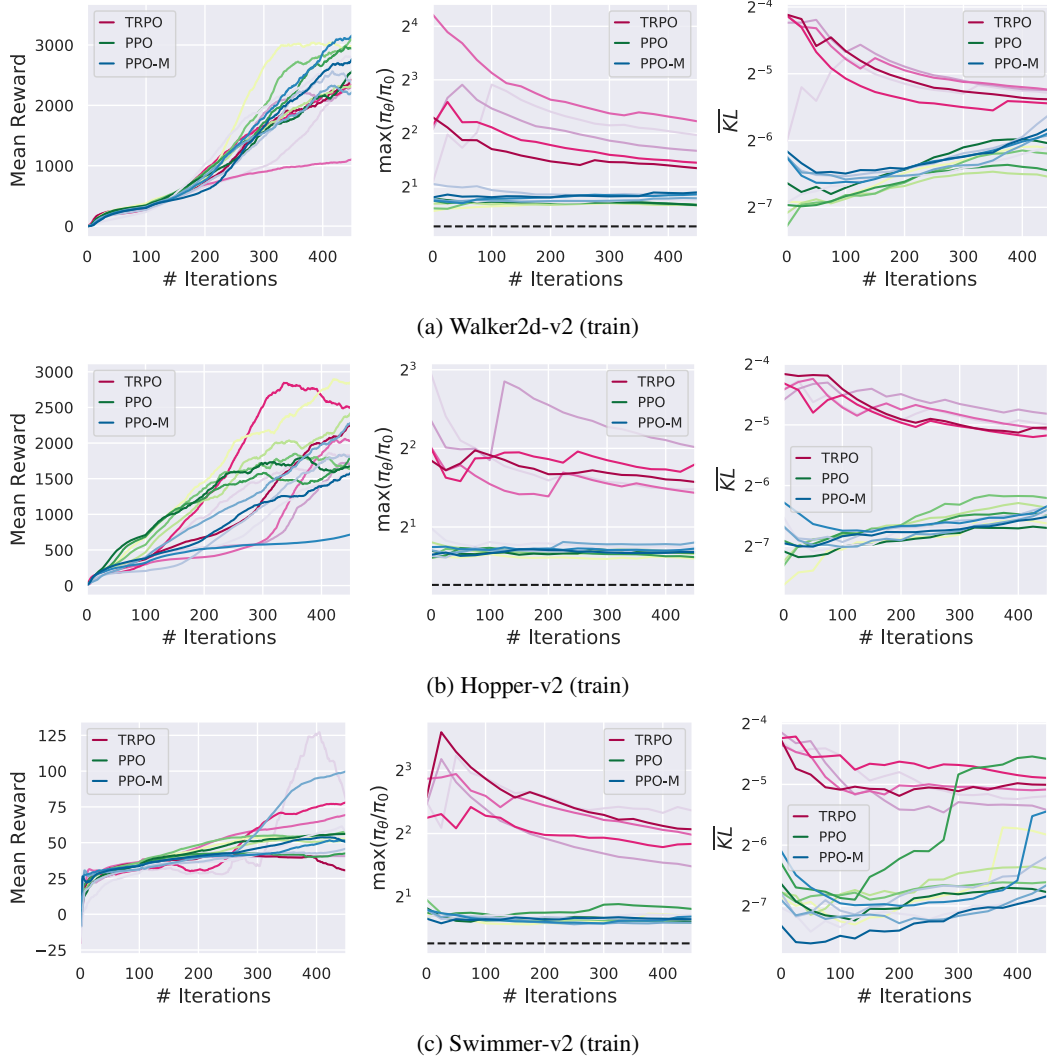 Mean Reward
3000
2000
1000
0
TRPO
PPO
PPO-M
0 100 200 300 400
# Iterations
max(π_θ/π_0)
2^4
2^3
2^2
2^1
TRPO
PPO
PPO-M
0 100 200 300 400
# Iterations
KL
2^-4
2^-5
2^-6
2^-7
TRPO
PPO
PPO-M
0 100 200 300 400
# Iterations
(a) Walker2d-v2 (train)
Mean Reward
3000
2500
2000
1500
1000
500
0
TRPO
PPO
PPO-M
0 100 200 300 400
# Iterations
max(π_θ/π_0)
2^3
2^2
2^1
TRPO
PPO
PPO-M
0 100 200 300 400
# Iterations
KL
2^-4
2^-5
2^-6
2^-7
TRPO
PPO
PPO-M
0 100 200 300 400
# Iterations
(b) Hopper-v2 (train)
Mean Reward
125
100
75
50
25
0
−25
TRPO
PPO
PPO-M
0 100 200 300 400
# Iterations
max(π_θ/π_0)
2^3
2^2
2^1
TRPO
PPO
PPO-M
0 100 200 300 400
# Iterations
KL
2^-4
2^-5
2^-6
2^-7
TRPO
PPO
PPO-M
0 100 200 300 400
# Iterations
(c) Swimmer-v2 (train)